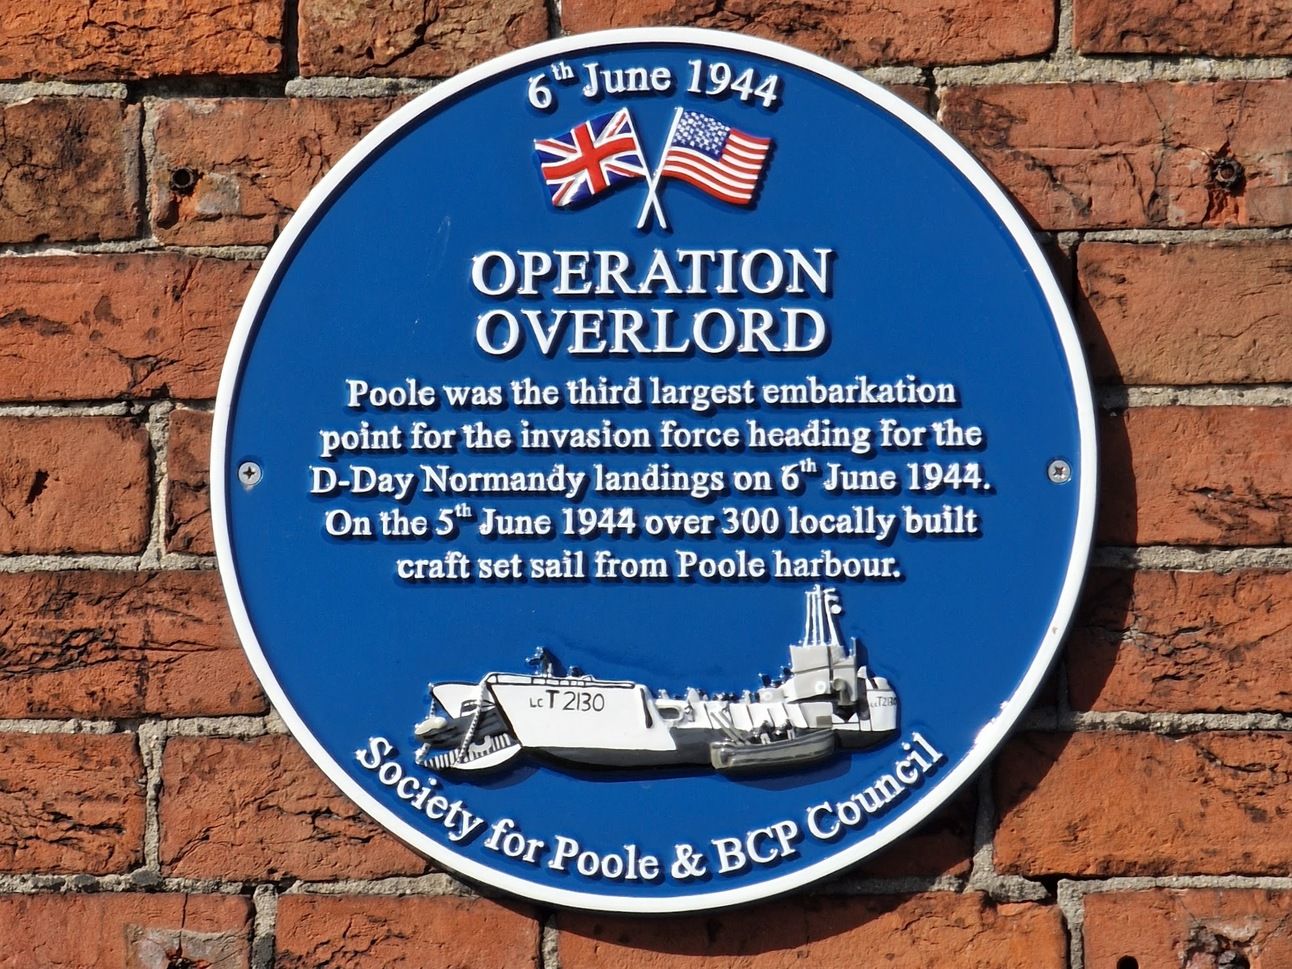 6th June 1944
OPERATION
OVERLORD
Poole was the third largest embarkation
point for the invasion force heading for the
D-Day Normandy landings on 6th June 1944.
On the 5th June 1944 over 300 locally built
craft set sail from Poole harbour.
LCT 2130
LCT2130
Society for Poole & BCP Council